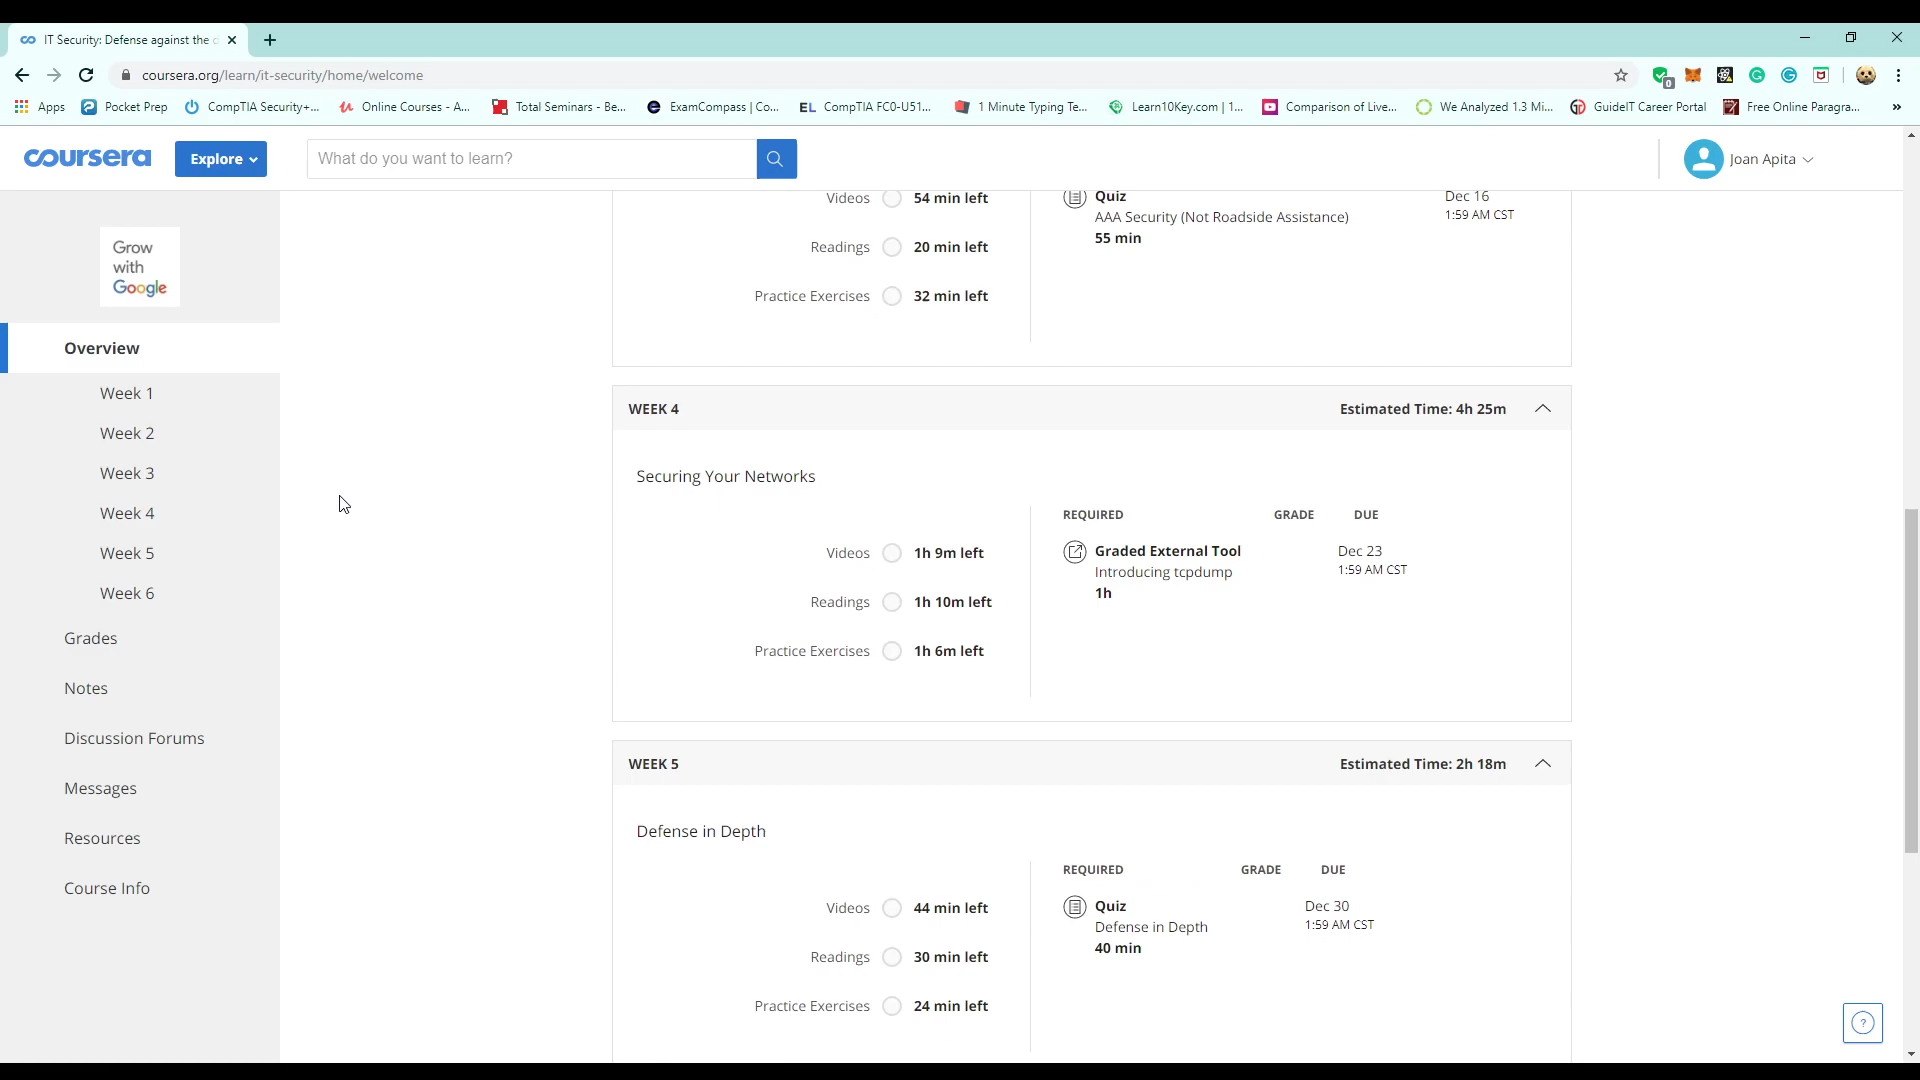 IT Security: Defense against the d
coursera.org/learn/it-security/home/welcome
0
Apps
Pocket Prep
CompTIA Security+...
Online Courses - A...
Total Seminars - Be...
ExamCompass | Co...
EL CompTIA FC0-U51...
1 Minute Typing Te...
Learn10Key.com | 1...
Comparison of Live...
We Analyzed 1.3 Mi...
GuideIT Career Portal
Free Online Paragra...
»
coursera
Explore
What do you want to learn?
Joan Apita
Grow
with
Google
Overview
Week 1
Week 2
Week 3
Week 4
Week 5
Week 6
Grades
Notes
Discussion Forums
Messages
Resources
Course Info
Videos 54 min left
Readings 20 min left
Practice Exercises 32 min left
Quiz
AAA Security (Not Roadside Assistance)
55 min
Dec 16
1:59 AM CST
WEEK 4
Estimated Time: 4h 25m
Securing Your Networks
Videos 1h 9m left
Readings 1h 10m left
Practice Exercises 1h 6m left
REQUIRED GRADE DUE
Graded External Tool
Introducing tcpdump
1h
Dec 23
1:59 AM CST
WEEK 5
Estimated Time: 2h 18m
Defense in Depth
Videos 44 min left
Readings 30 min left
Practice Exercises 24 min left
REQUIRED GRADE DUE
Quiz
Defense in Depth
40 min
Dec 30
1:59 AM CST
?